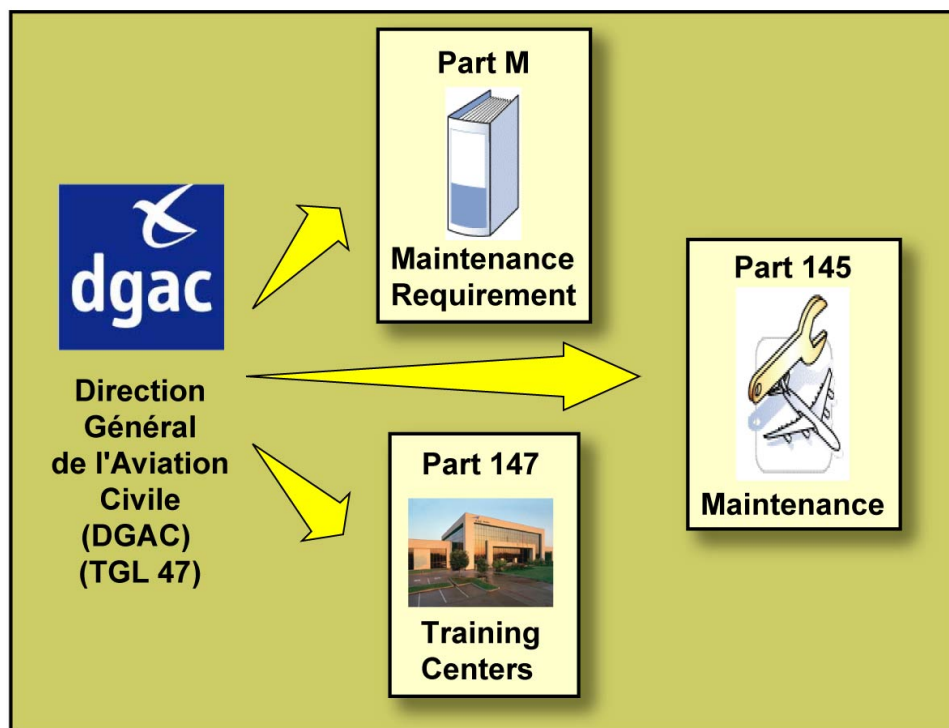 dgac
Direction
Général
de l'Aviation
Civile
(DGAC)
(TGL 47)
Part M
Maintenance
Requirement
Part 145
Maintenance
Part 147
Training
Centers